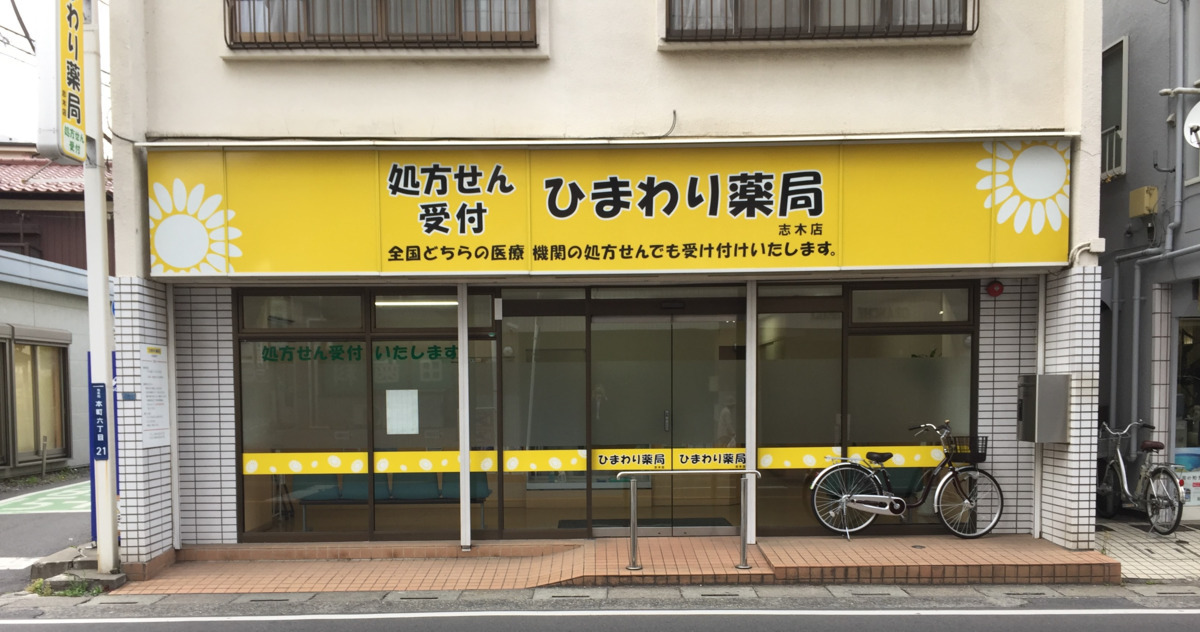 わり薬局
志木店
処方せん
受付
処方せん
受付
ひまわり薬局
志木店
全国どちらの医療機関の処方せんでも受け付けいたします。
処方せん受付いたします
ひまわり薬局
ひまわり薬局
本町六丁目
21